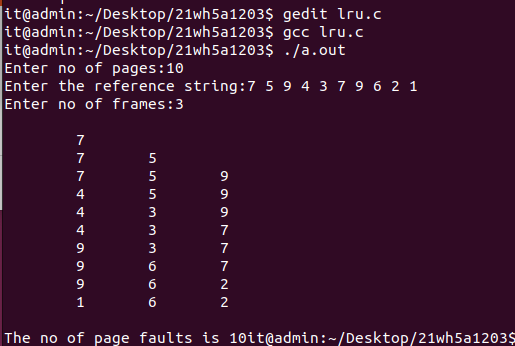 it@admin:~/Desktop/21wh5a1203$ gedit lru.c
it@admin:~/Desktop/21wh5a1203$ gcc lru.c
it@admin:~/Desktop/21wh5a1203$ ./a.out
Enter no of pages:10
Enter the reference string:7 5 9 4 3 7 9 6 2 1
Enter no of frames:3
7
7 5
7 5 9
4 5 9
4 3 9
4 3 7
9 3 7
9 6 7
9 6 2
1 6 2
The no of page faults is 10it@admin:~/Desktop/21wh5a1203$